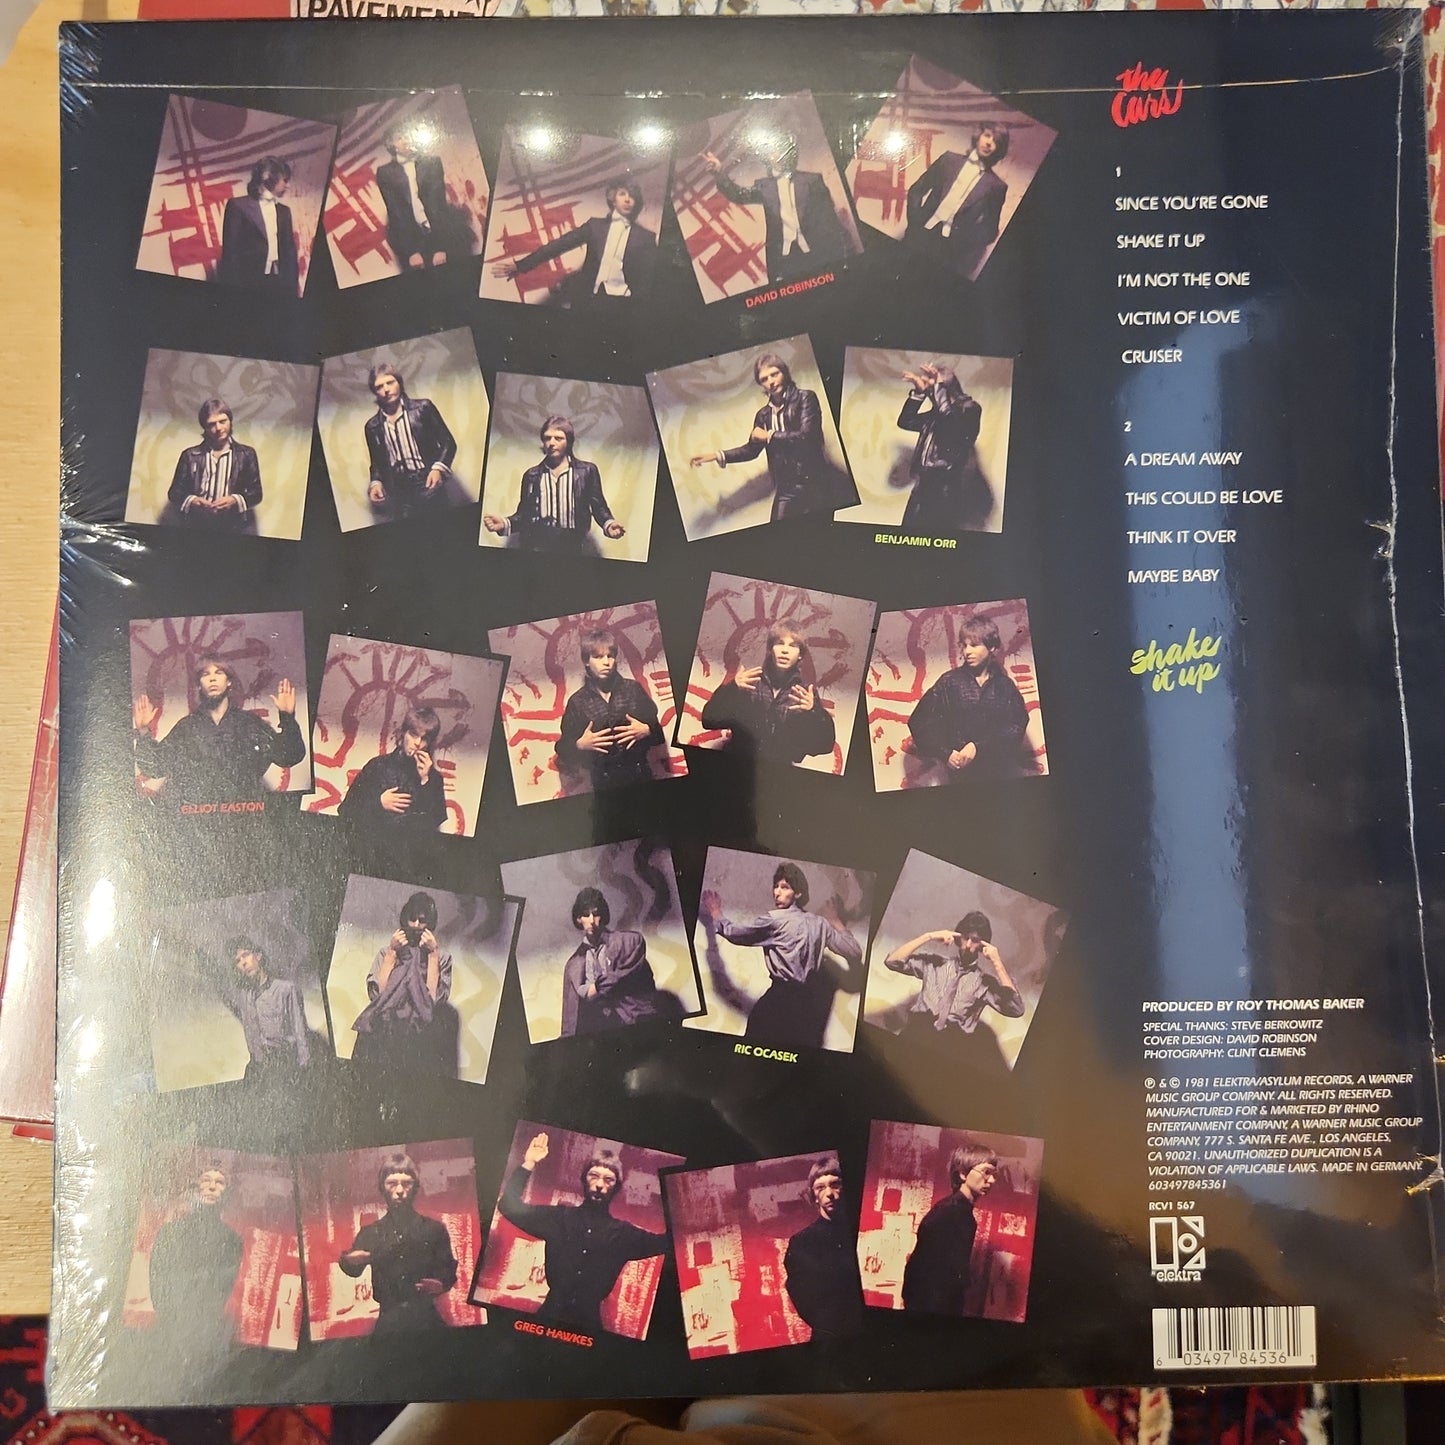 PAVEMENT
the
Cars
1
SINCE YOU'RE GONE
SHAKE IT UP
I'M NOT THE ONE
VICTIM OF LOVE
CRUISER
2
A DREAM AWAY
THIS COULD BE LOVE
THINK IT OVER
MAYBE BABY
shake
it up
DAVID ROBINSON
BENJAMIN ORR
ELLIOT EASTON
RIC OCASEK
GREG HAWKES
PRODUCED BY ROY THOMAS BAKER
SPECIAL THANKS: STEVE BERKOWITZ
COVER DESIGN: DAVID ROBINSON
PHOTOGRAPHY: CLINT CLEMENS
℗ & © 1981 ELEKTRA/ASYLUM RECORDS, A WARNER
MUSIC GROUP COMPANY. ALL RIGHTS RESERVED.
MANUFACTURED FOR & MARKETED BY RHINO
ENTERTAINMENT COMPANY, A WARNER MUSIC GROUP
COMPANY, 777 S. SANTA FE AVE., LOS ANGELES,
CA 90021. UNAUTHORIZED DUPLICATION IS A
VIOLATION OF APPLICABLE LAWS. MADE IN GERMANY.
603497845361
RCV1 567
elektra
6 03497 84536 1